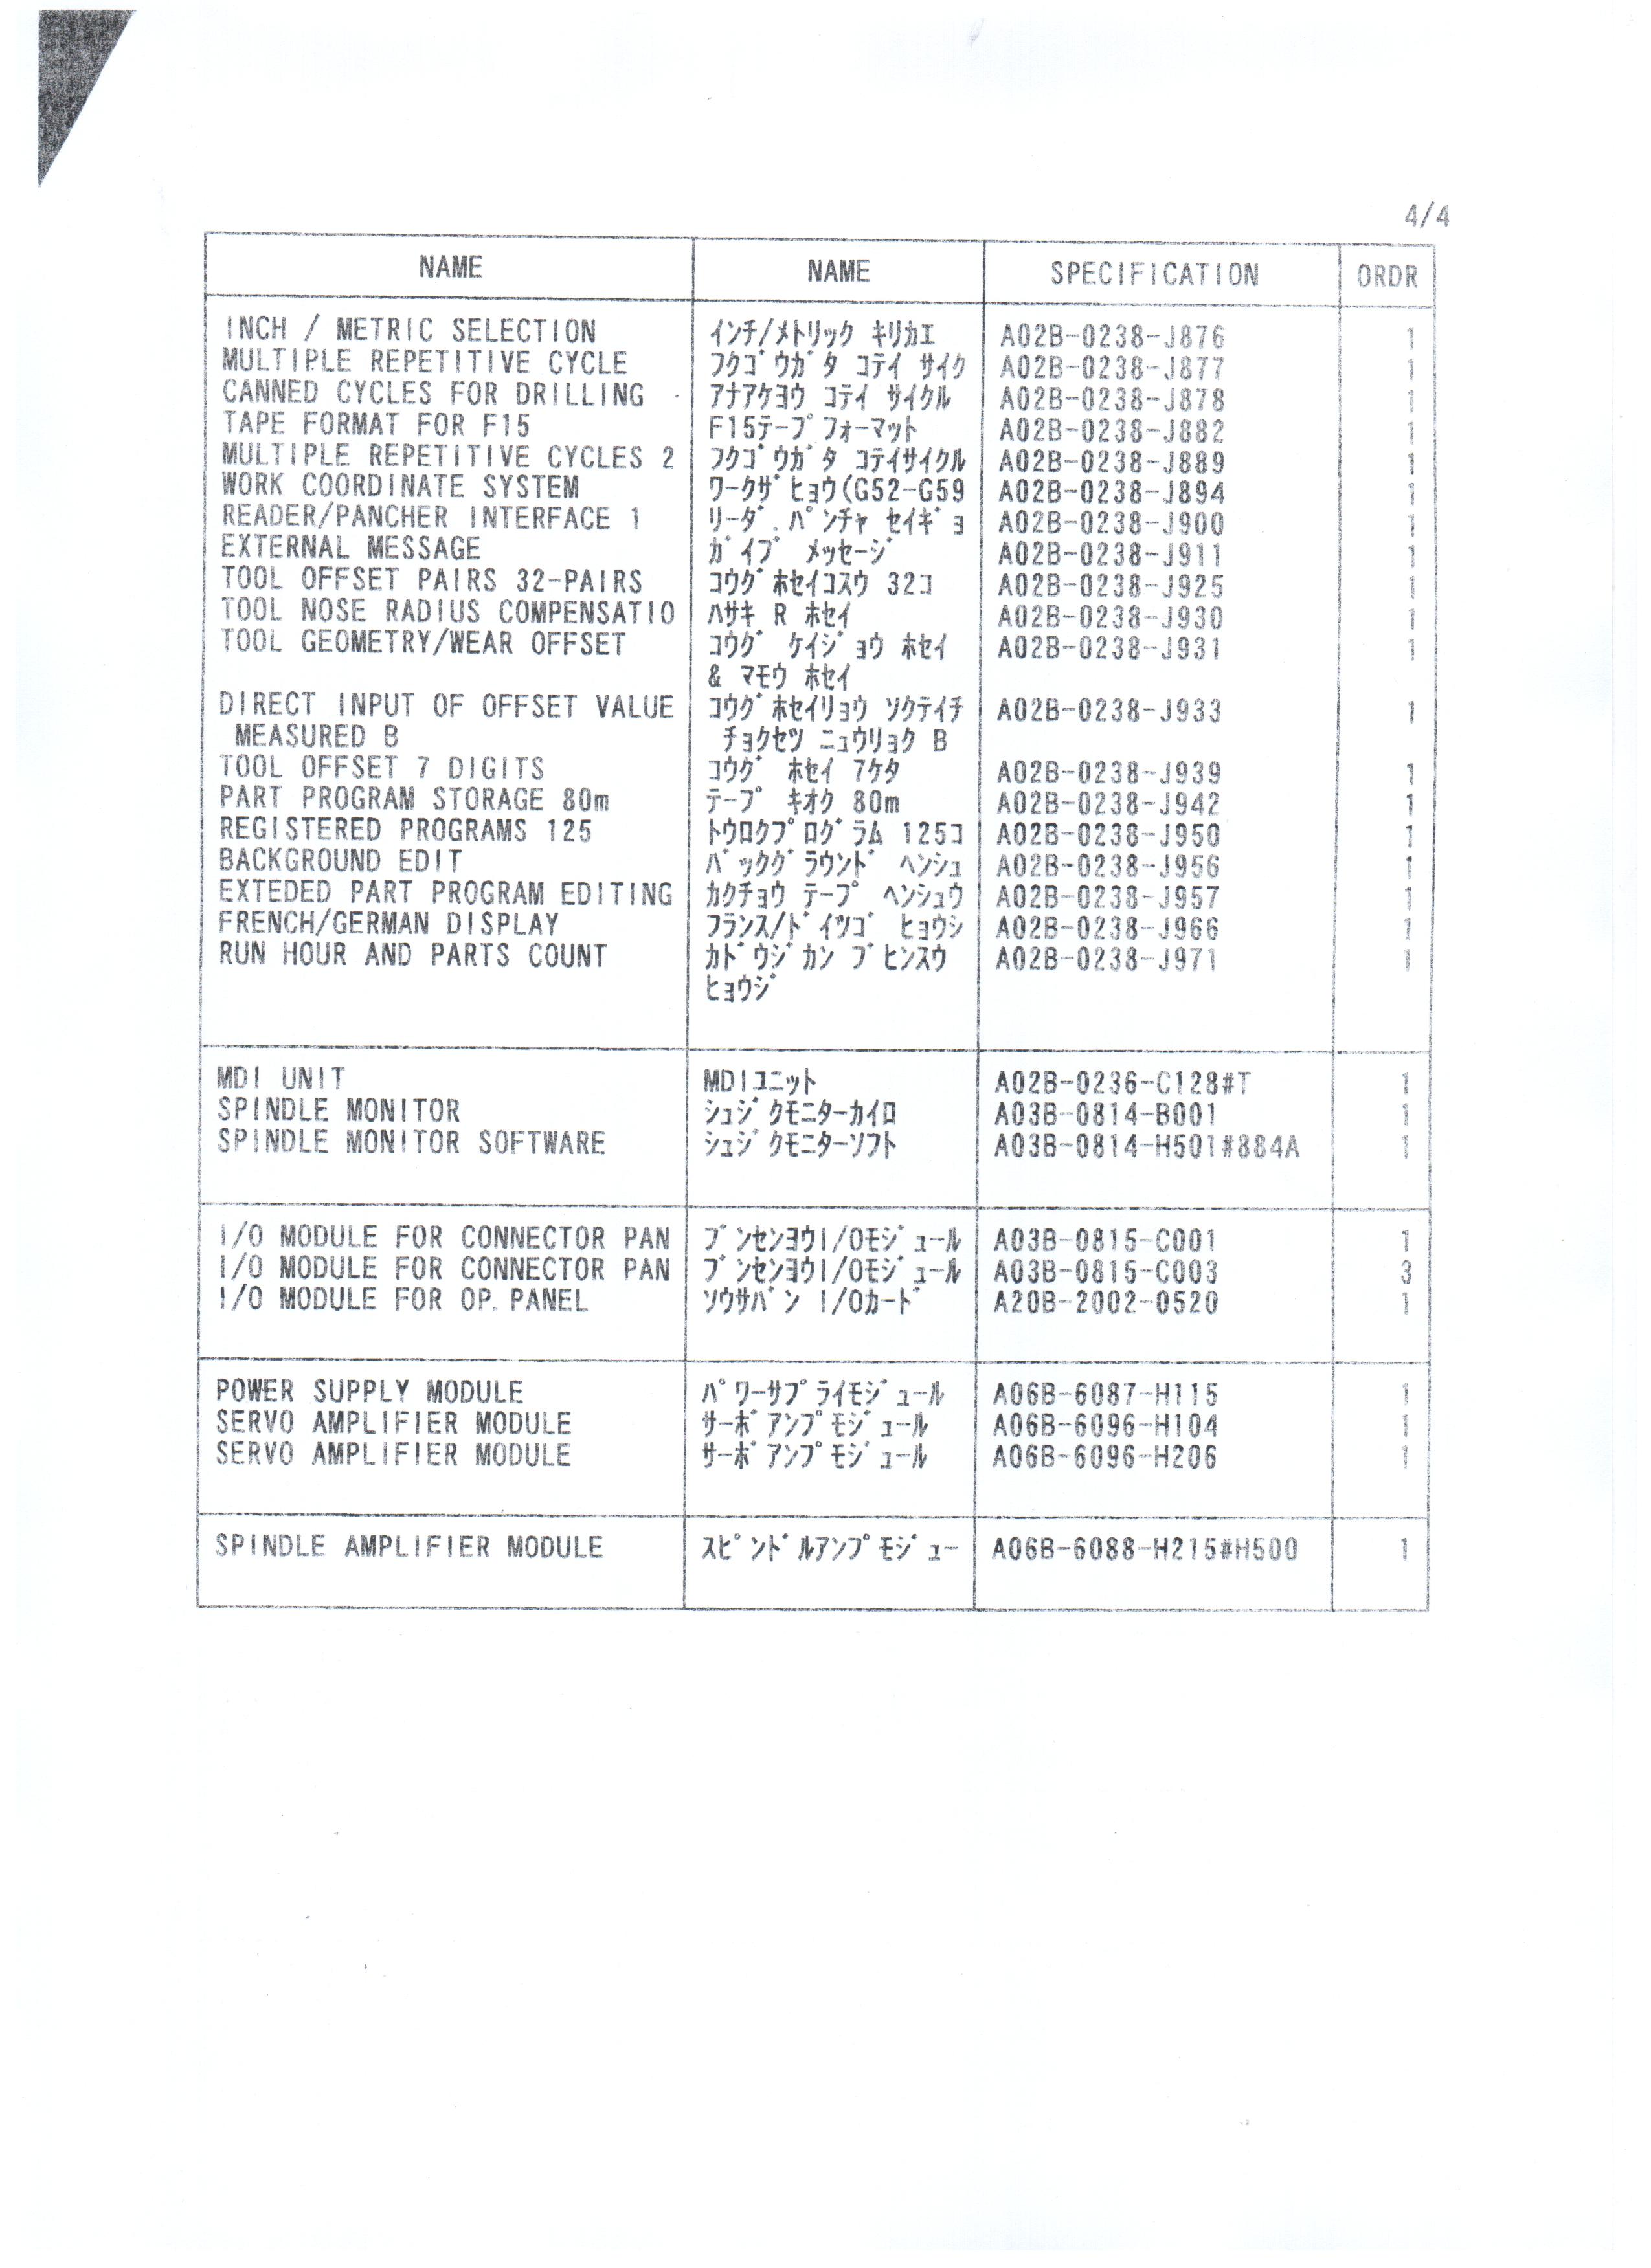 4/4
NAME NAME SPECIFICATION ORDR
INCH / METRIC SELECTION インチ/メトリック キリカエ A02B-0238-J876 1
MULTIPLE REPETITIVE CYCLE フクゴウガタ コテイ サイク A02B-0238-J877 1
CANNED CYCLES FOR DRILLING アナアケヨウ コテイ サイクル A02B-0238-J878 1
TAPE FORMAT FOR F15 F15テープフォーマット A02B-0238-J882 1
MULTIPLE REPETITIVE CYCLES 2 フクゴウガタ コテイサイクル A02B-0238-J889 1
WORK COORDINATE SYSTEM ワークザヒョウ(G52-G59 A02B-0238-J894 1
READER/PANCHER INTERFACE 1 リーダ.パンチャ セイギョ A02B-0238-J900 1
EXTERNAL MESSAGE ガイブ メッセージ A02B-0238-J911 1
TOOL OFFSET PAIRS 32-PAIRS コウグホセイコスウ 32コ A02B-0238-J925 1
TOOL NOSE RADIUS COMPENSATIO ハサキ R ホセイ A02B-0238-J930 1
TOOL GEOMETRY/WEAR OFFSET コウグ ケイジョウ ホセイ A02B-0238-J931 1
& マモウ ホセイ
DIRECT INPUT OF OFFSET VALUE コウグホセイリョウ ソクテイチ A02B-0238-J933 1
MEASURED B チョクセツ ニュウリョク B
TOOL OFFSET 7 DIGITS コウグ ホセイ 7ケタ A02B-0238-J939 1
PART PROGRAM STORAGE 80m テープ キオク 80m A02B-0238-J942 1
REGISTERED PROGRAMS 125 トウロクプログラム 125コ A02B-0238-J950 1
BACKGROUND EDIT バックグラウンド ヘンシュ A02B-0238-J956 1
EXTEDED PART PROGRAM EDITING カクチョウ テープ ヘンシュウ A02B-0238-J957 1
FRENCH/GERMAN DISPLAY フランス/ドイツゴ ヒョウシ A02B-0238-J966 1
RUN HOUR AND PARTS COUNT カドウジカン ブヒンスウ A02B-0238-J971 1
ヒョウジ
MDI UNIT MDIユニット A02B-0236-C128#T 1
SPINDLE MONITOR シュジクモニターカイロ A03B-0814-B001 1
SPINDLE MONITOR SOFTWARE シュジクモニターソフト A03B-0814-H501#884A 1
I/O MODULE FOR CONNECTOR PAN ブンセンヨウI/Oモジュール A03B-0815-C001 1
I/O MODULE FOR CONNECTOR PAN ブンセンヨウI/Oモジュール A03B-0815-C003 3
I/O MODULE FOR OP. PANEL ソウサバン I/Oカード A20B-2002-0520 1
POWER SUPPLY MODULE パワーサプライモジュール A06B-6087-H115 1
SERVO AMPLIFIER MODULE サーボアンプモジュール A06B-6096-H104 1
SERVO AMPLIFIER MODULE サーボアンプモジュール A06B-6096-H206 1
SPINDLE AMPLIFIER MODULE スピンドルアンプモジュー A06B-6088-H215#H500 1